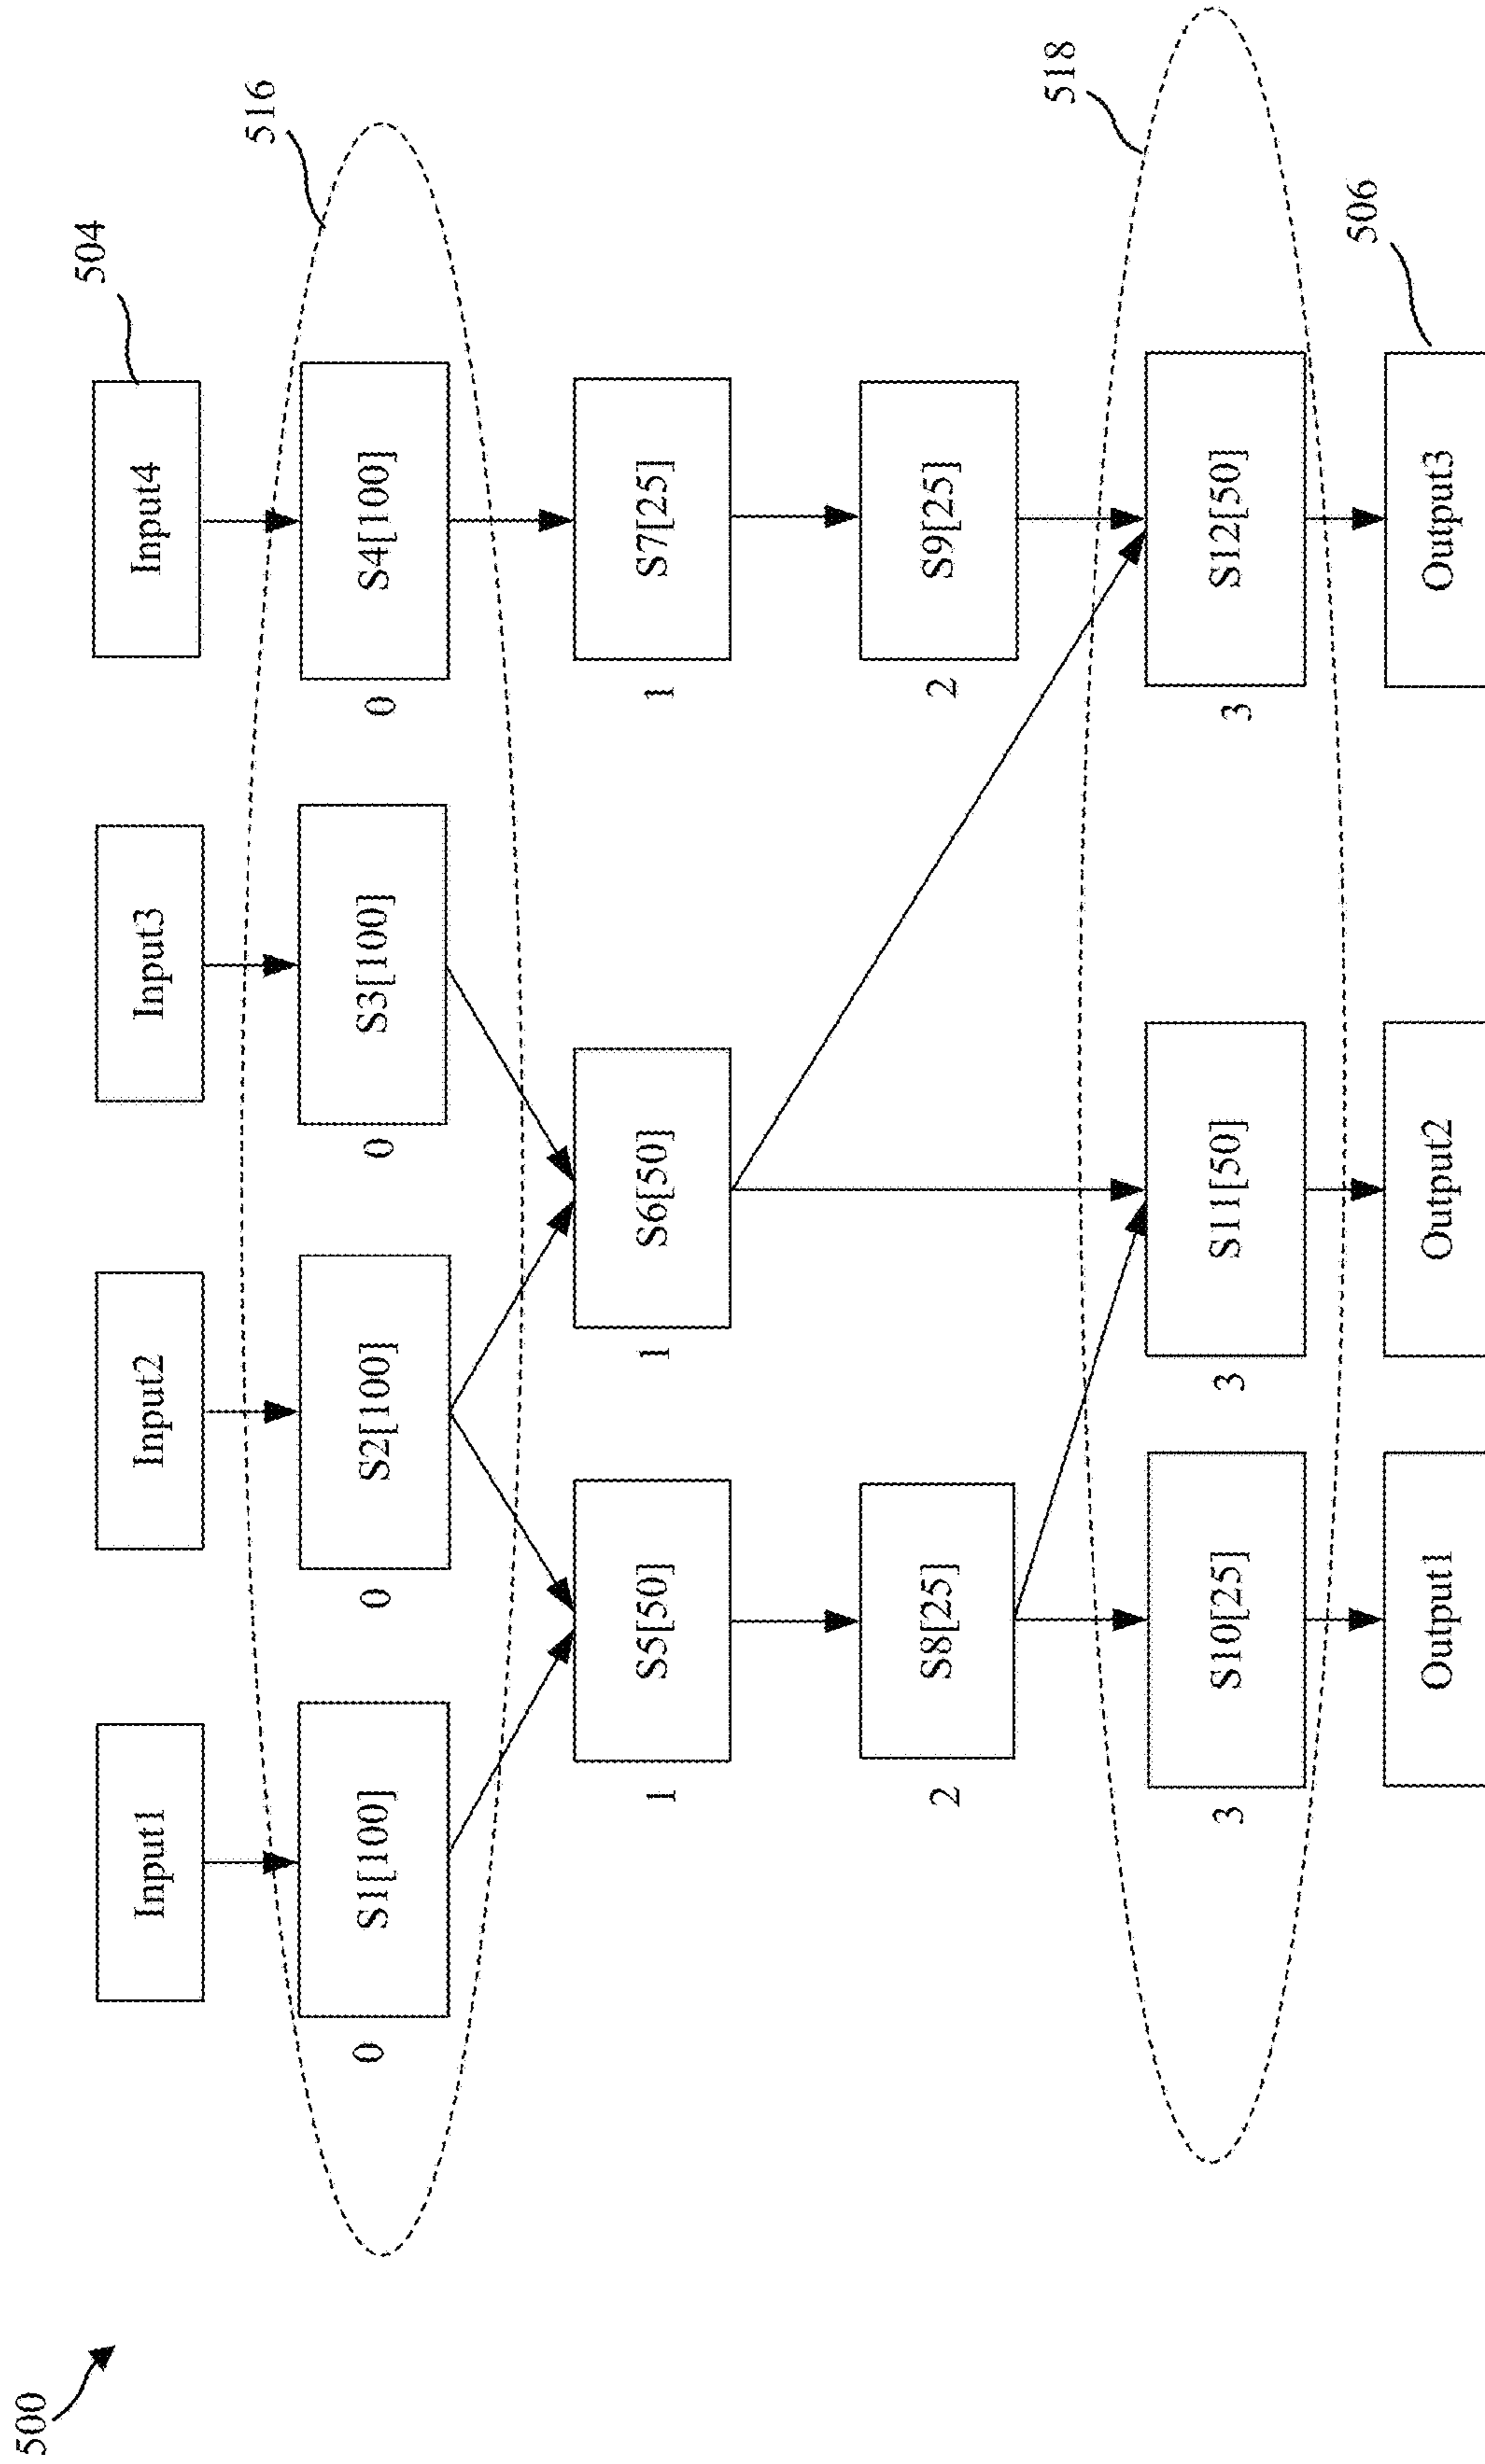 500
504
Input1
Input2
Input3
Input4
516
S1[100]
S2[100]
S3[100]
S4[100]
0
0
0
0
S5[50]
S6[50]
S7[25]
1
1
1
S8[25]
S9[25]
2
2
518
S10[25]
S11[50]
S12[50]
3
3
3
506
Output1
Output2
Output3